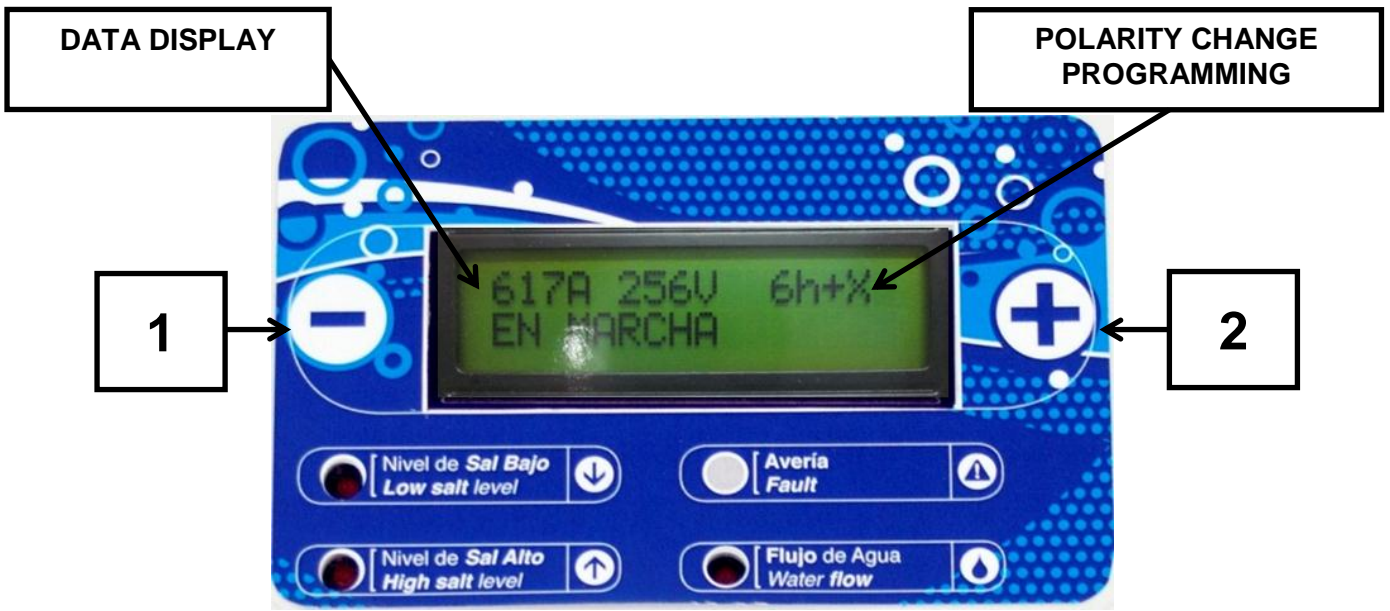 DATA DISPLAY
POLARITY CHANGE
PROGRAMMING
617A 256V 6h+X
EN MARCHA
1
2
Nivel de Sal Bajo
Low salt level
Avería
Fault
Nivel de Sal Alto
High salt level
Flujo de Agua
Water flow